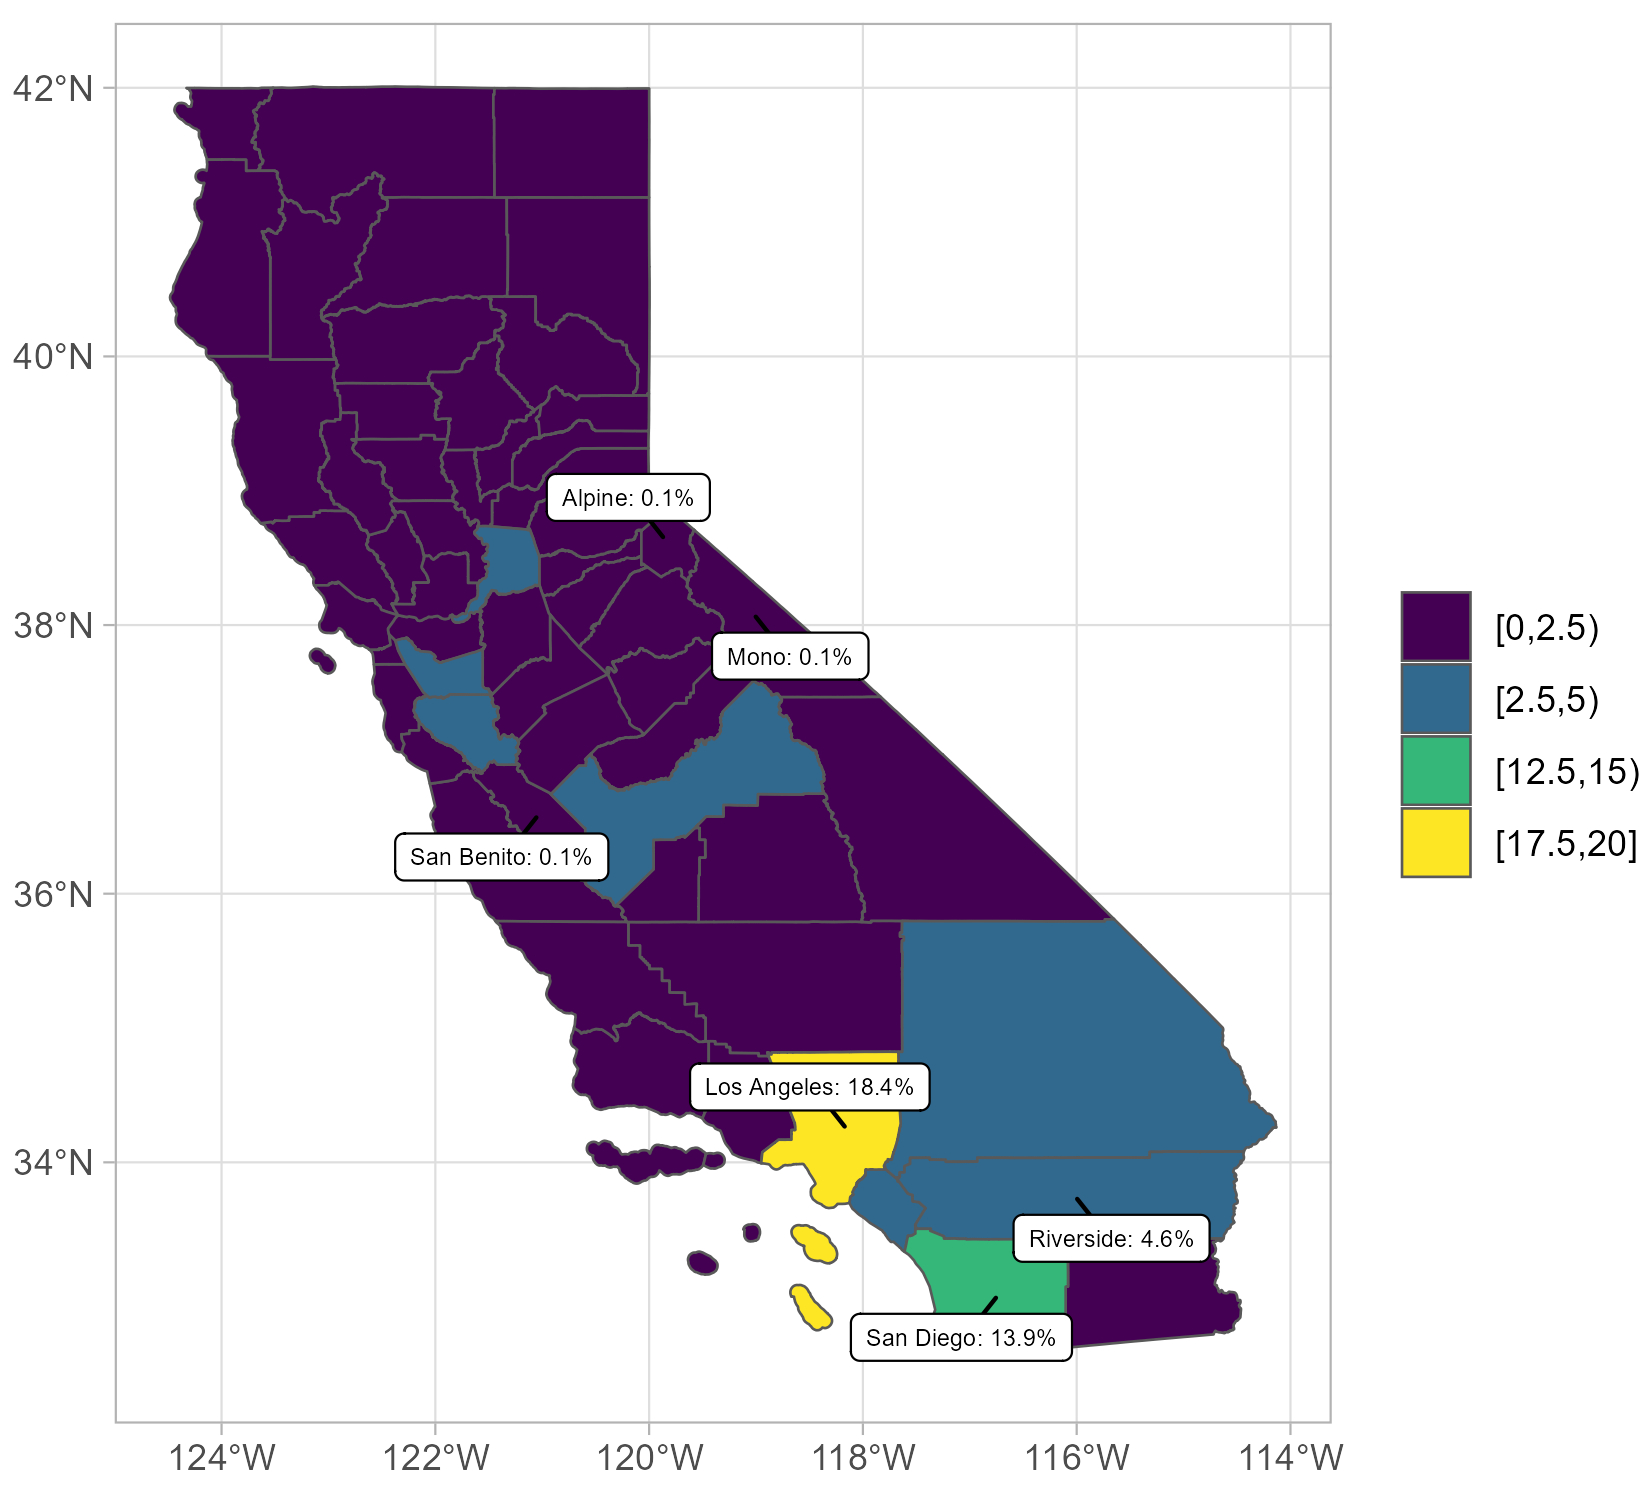 42°N
40°N
38°N
36°N
34°N
Alpine: 0.1%
Mono: 0.1%
San Benito: 0.1%
Los Angeles: 18.4%
Riverside: 4.6%
San Diego: 13.9%
124°W
122°W
120°W
118°W
116°W
114°W
[0,2.5)
[2.5,5)
[12.5,15)
[17.5,20]